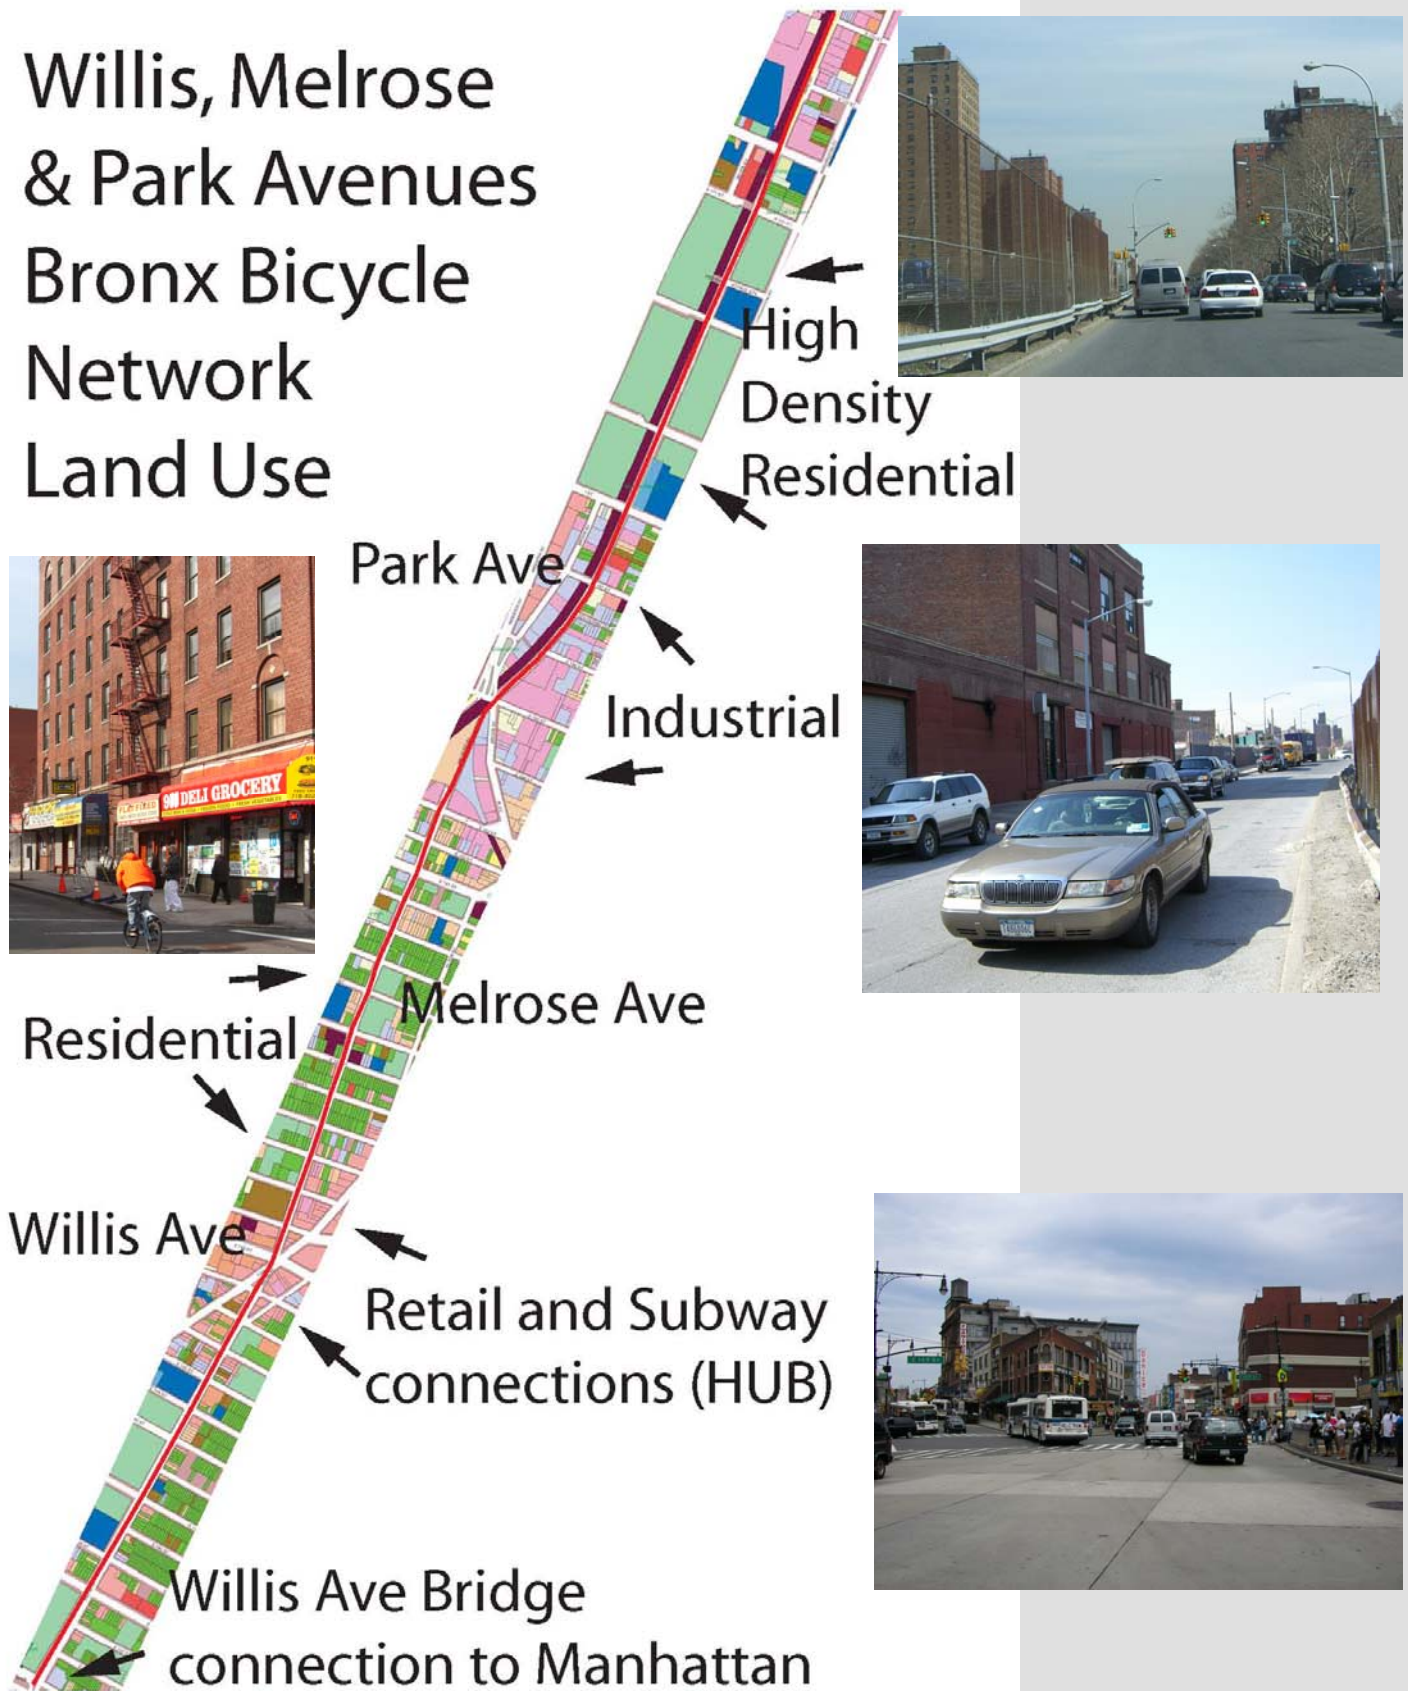 Willis, Melrose
& Park Avenues
Bronx Bicycle
Network
Land Use
High
Density
Residential
Park Ave
Industrial
DELI GROCERY
Melrose Ave
Residential
Willis Ave
Retail and Subway
connections (HUB)
Willis Ave Bridge
connection to Manhattan